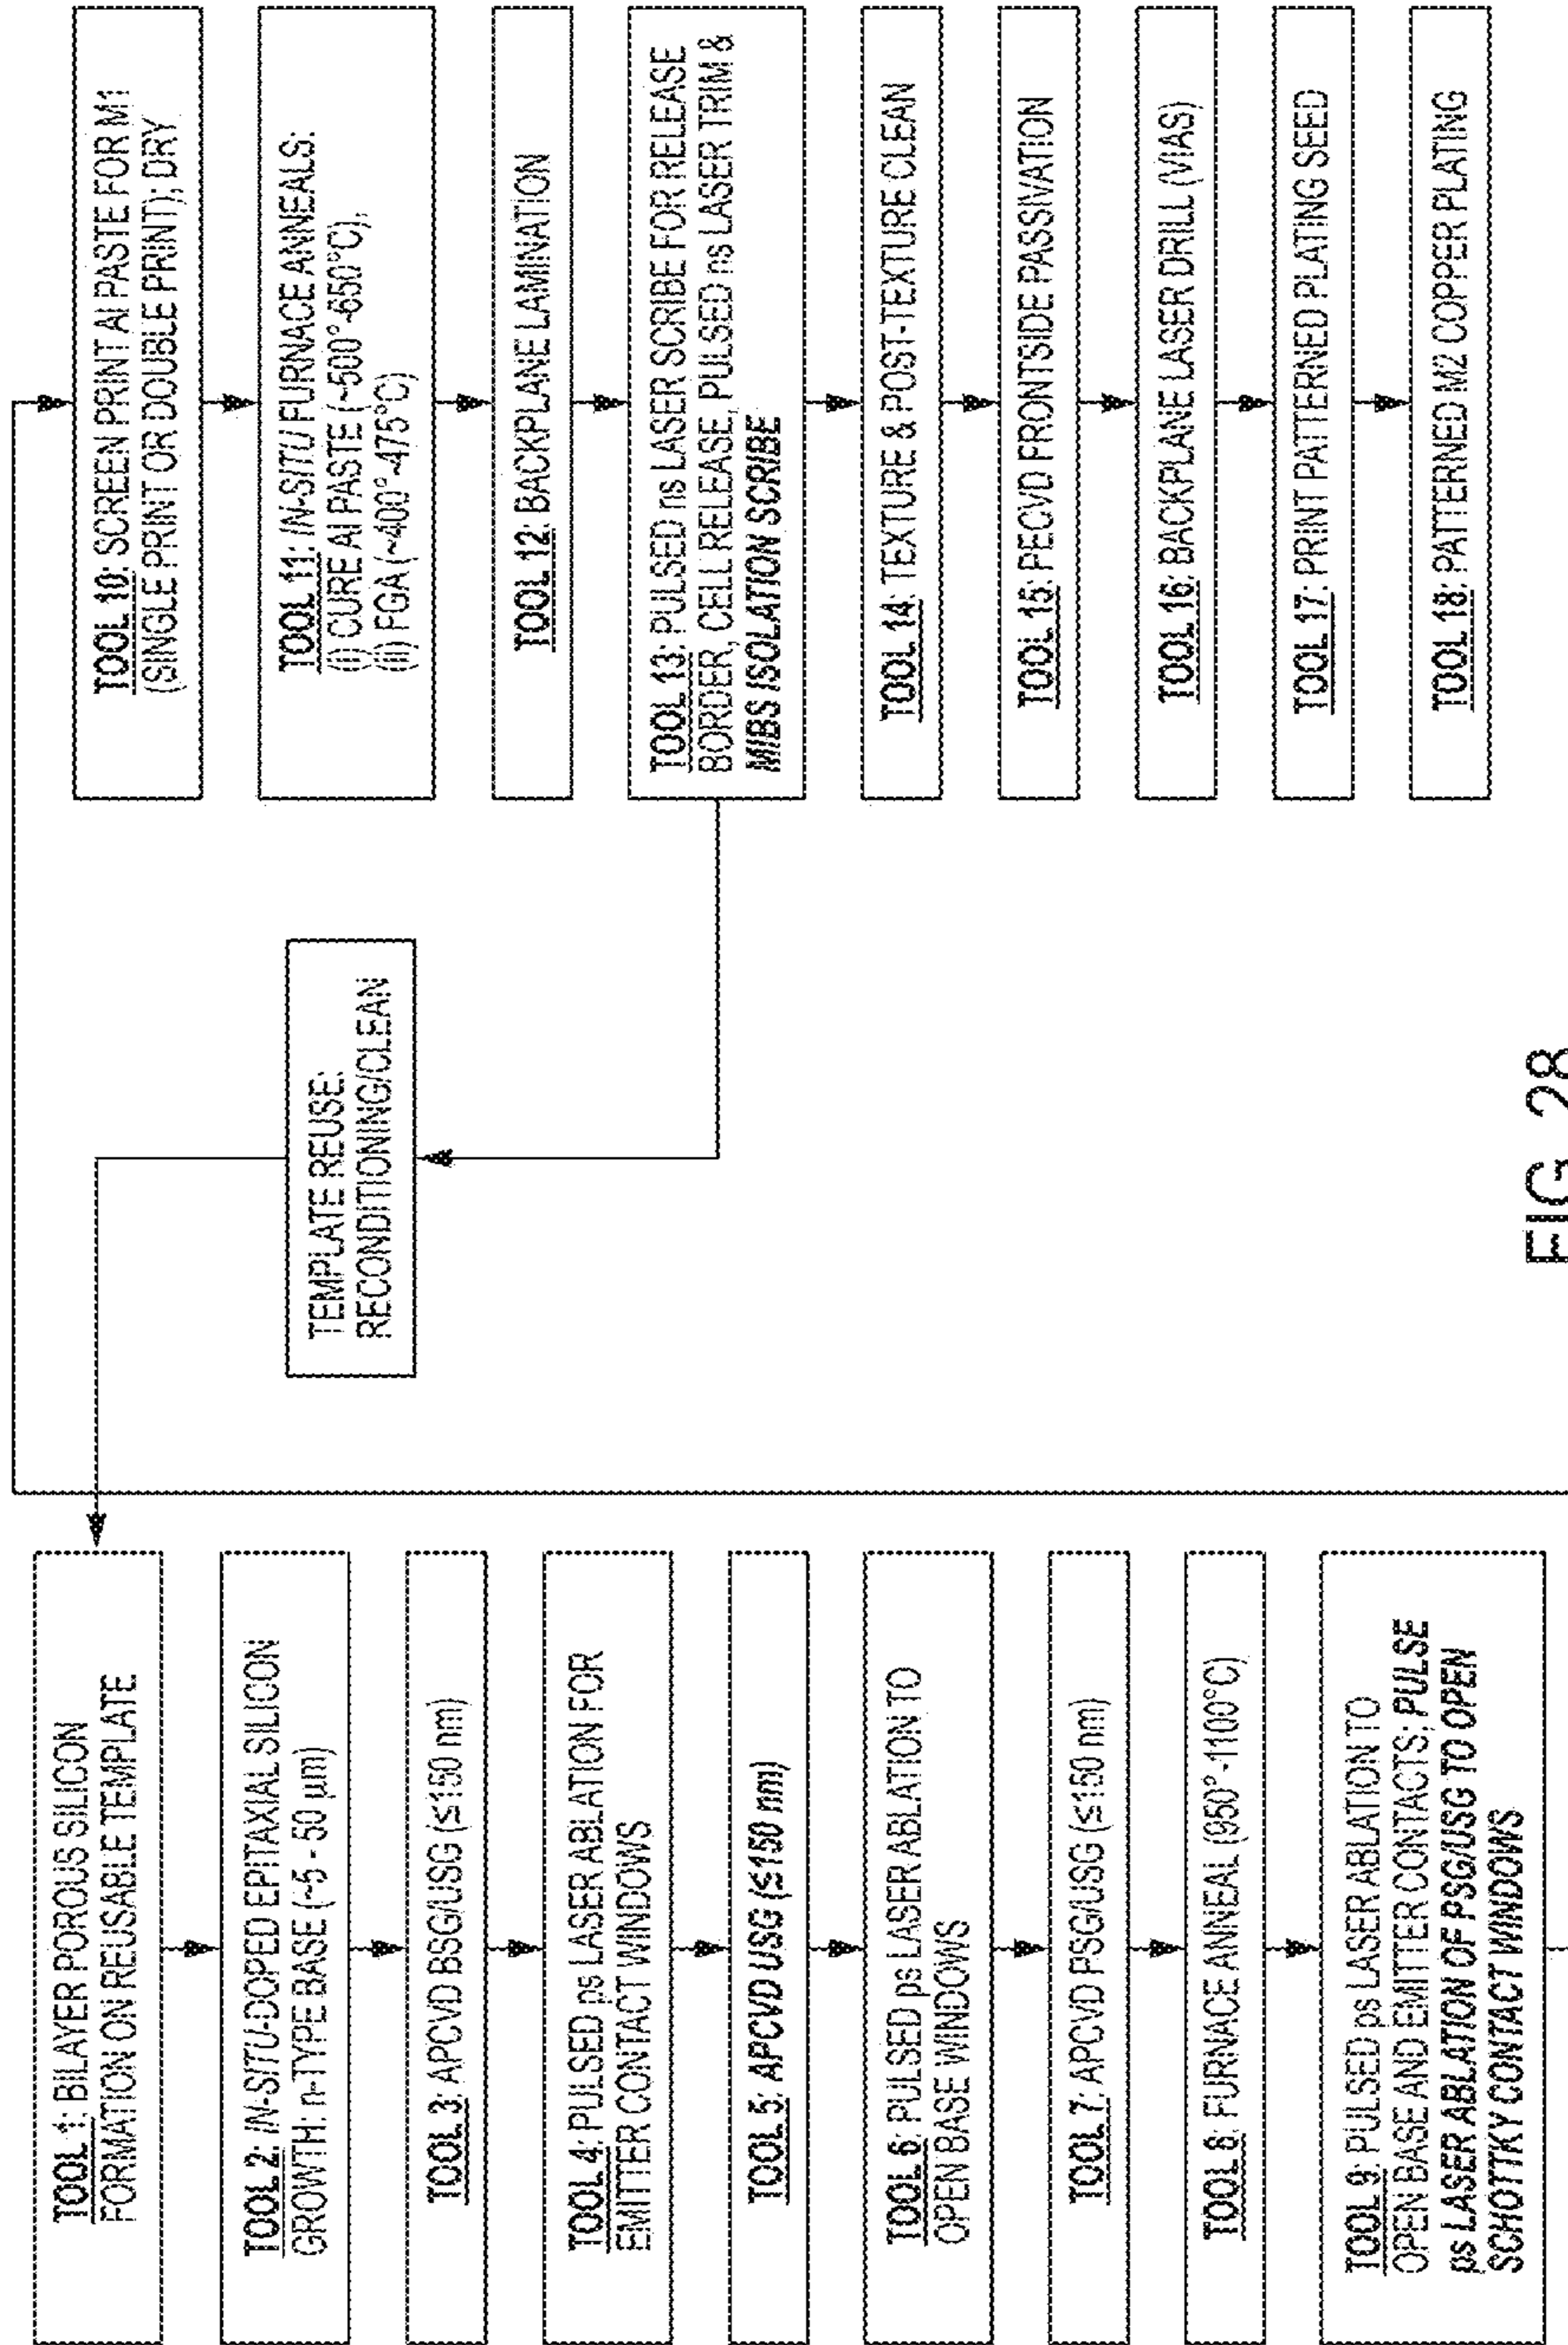 TOOL 1: BILAYER POROUS SILICON
FORMATION ON REUSABLE TEMPLATE
TOOL 2: IN-SITU-DOPED EPITAXIAL SILICON
GROWTH: n-TYPE BASE (~5 - 50 µm)
TOOL 3: APCVD BSG/USG (≤150 nm)
TOOL 4: PULSED ps LASER ABLATION FOR
EMITTER CONTACT WINDOWS
TOOL 5: APCVD USG (≤150 nm)
TOOL 6: PULSED ps LASER ABLATION TO
OPEN BASE WINDOWS
TOOL 7: APCVD PSG/USG (≤150 nm)
TOOL 8: FURNACE ANNEAL (950°-1100°C)
TOOL 9: PULSED ps LASER ABLATION TO
OPEN BASE AND EMITTER CONTACTS; PULSE
ps LASER ABLATION OF PSG/USG TO OPEN
SCHOTTKY CONTACT WINDOWS
TEMPLATE REUSE:
RECONDITIONING/CLEAN
TOOL 10: SCREEN PRINT Al PASTE FOR M1
(SINGLE PRINT OR DOUBLE PRINT); DRY
TOOL 11: IN-SITU FURNACE ANNEALS:
(i) CURE Al PASTE (~500°-650°C),
(ii) FGA (~400°-475°C)
TOOL 12: BACKPLANE LAMINATION
TOOL 13: PULSED ns LASER SCRIBE FOR RELEASE
BORDER, CELL RELEASE, PULSED ns LASER TRIM &
MIBS ISOLATION SCRIBE
TOOL 14: TEXTURE & POST-TEXTURE CLEAN
TOOL 15: PECVD FRONTSIDE PASSIVATION
TOOL 16: BACKPLANE LASER DRILL (VIAS)
TOOL 17: PRINT PATTERNED PLATING SEED
TOOL 18: PATTERNED M2 COPPER PLATING
FIG. 28